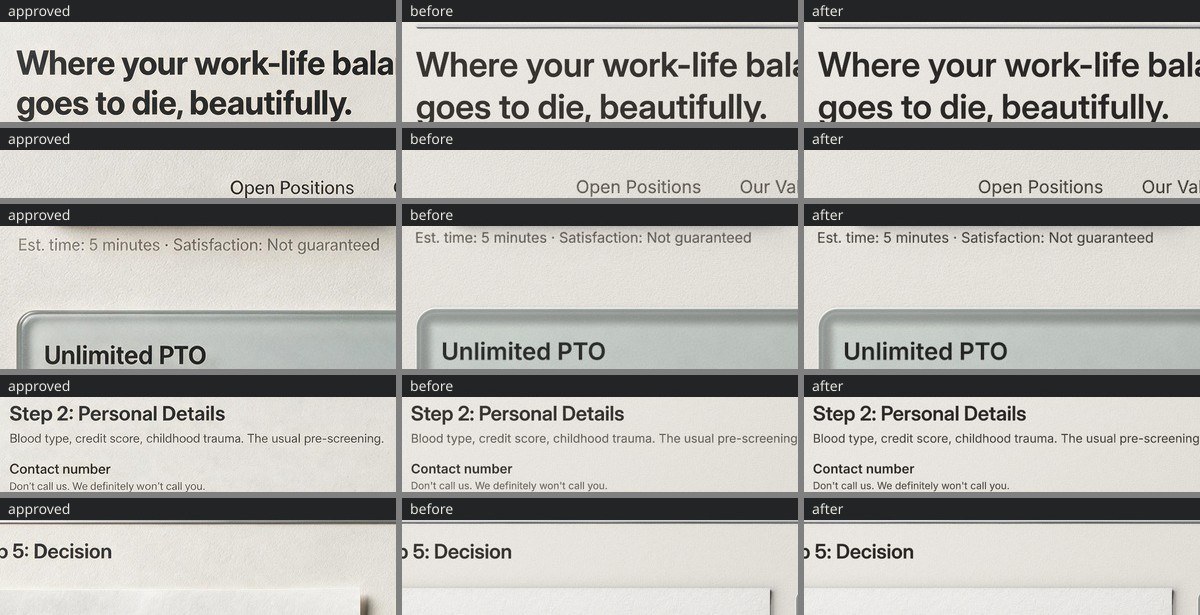 approved
before
after
Where your work-life bala
goes to die, beautifully.
Where your work-life bala
goes to die, beautifully.
Where your work-life bal
goes to die, beautifully.
approved
before
after
Open Positions
Open Positions Our Val
Open Positions Our Va
approved
before
after
Est. time: 5 minutes · Satisfaction: Not guaranteed
Est. time: 5 minutes · Satisfaction: Not guaranteed
Est. time: 5 minutes · Satisfaction: Not guaranteed
Unlimited PTO
Unlimited PTO
Unlimited PTO
approved
before
after
Step 2: Personal Details
Blood type, credit score, childhood trauma. The usual pre-screening.
Contact number
Don't call us. We definitely won't call you.
Step 2: Personal Details
Blood type, credit score, childhood trauma. The usual pre-screening
Contact number
Don't call us. We definitely won't call you.
Step 2: Personal Details
Blood type, credit score, childhood trauma. The usual pre-screening
Contact number
Don't call us. We definitely won't call you.
approved
before
after
p 5: Decision
p 5: Decision
p 5: Decision